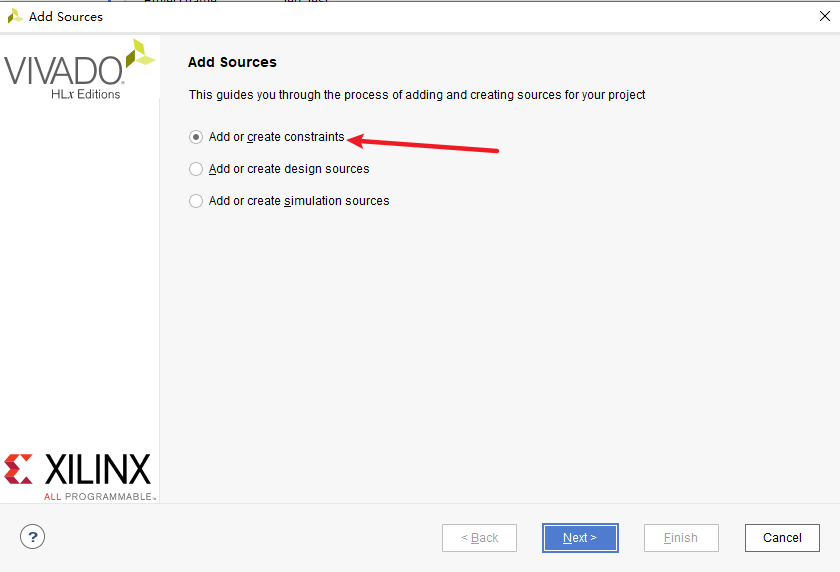 Add Sources
VIVADO
HLx Editions
Add Sources
This guides you through the process of adding and creating sources for your project
Add or create constraints
Add or create design sources
Add or create simulation sources
XILINX
ALL PROGRAMMABLE™
?
< Back
Next >
Finish
Cancel